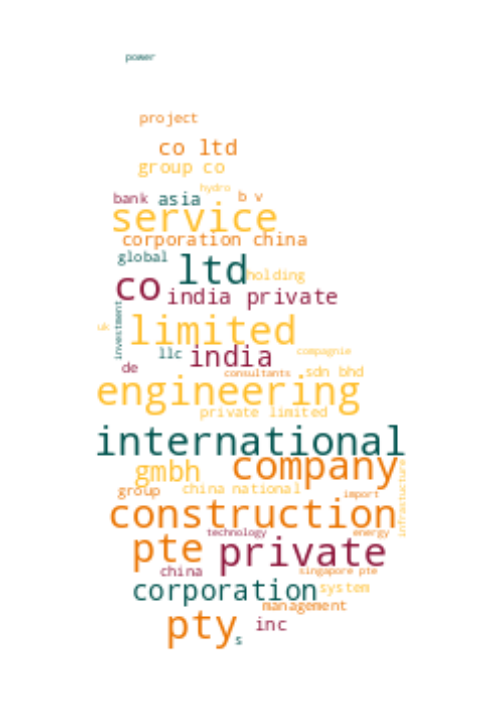 power
project
co ltd
group co
hydro
bank asia b v
service
corporation china
global ltd holding
co india private
investment
uk limited
llc india compagnie
de consultants sdn bhd
engineering
private limited
international
gmbh company
group china national import
infrastucture
construction
technology energy
pte private
china singapore pte
corporation system
management
pty s inc